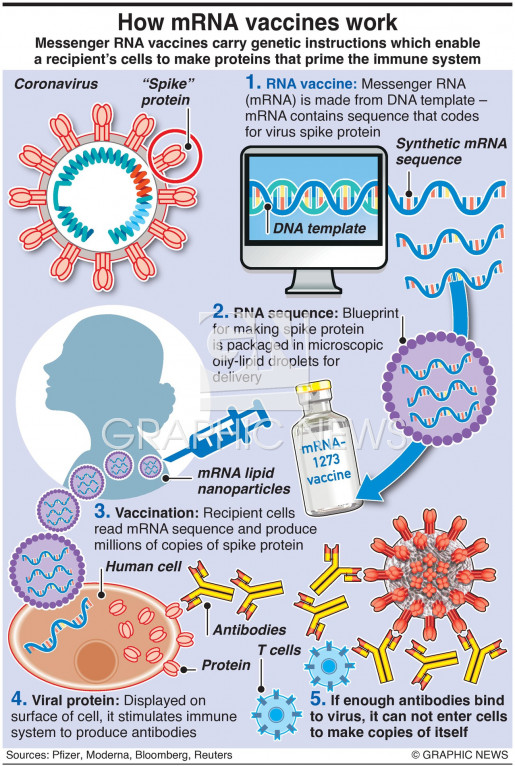 How mRNA vaccines work
Messenger RNA vaccines carry genetic instructions which enable
a recipient's cells to make proteins that prime the immune system
Coronavirus
“Spike”
protein
1. RNA vaccine: Messenger RNA
(mRNA) is made from DNA template –
mRNA contains sequence that codes
for virus spike protein
Synthetic mRNA
sequence
DNA template
2. RNA sequence: Blueprint
for making spike protein
is packaged in microscopic
oily-lipid droplets for
delivery
GRAPHIC NEWS
mRNA-
1273
vaccine
mRNA lipid
nanoparticles
3. Vaccination: Recipient cells
read mRNA sequence and produce
millions of copies of spike protein
Human cell
Antibodies
Protein
T cells
4. Viral protein: Displayed on
surface of cell, it stimulates immune
system to produce antibodies
5. If enough antibodies bind
to virus, it can not enter cells
to make copies of itself
Sources: Pfizer, Moderna, Bloomberg, Reuters
© GRAPHIC NEWS